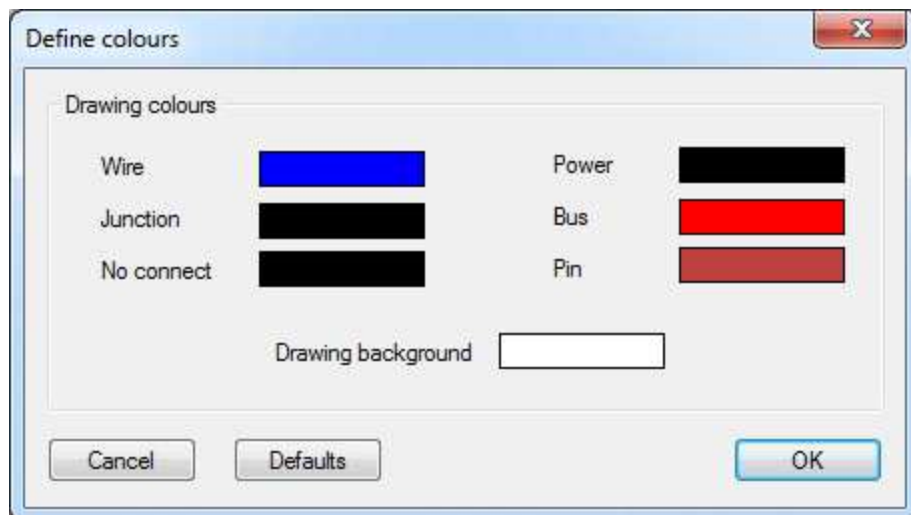 Define colours
Drawing colours
Wire
Power
Junction
Bus
No connect
Pin
Drawing background
Cancel
Defaults
OK